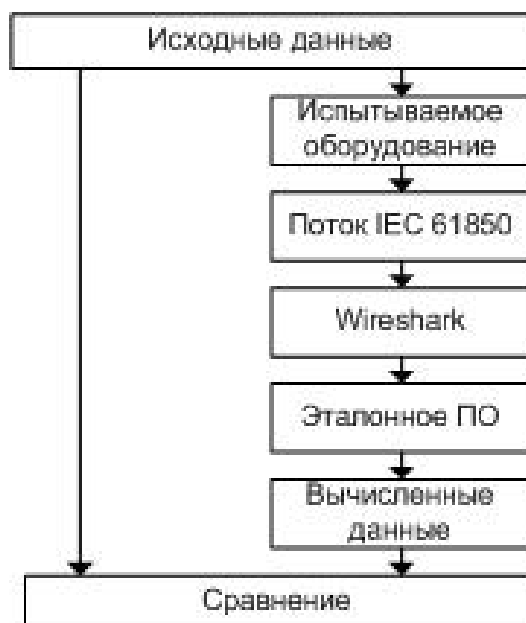 Исходные данные
Испытываемое
оборудование
Поток IEC 61850
Wireshark
Эталонное ПО
Вычисленные
данные
Сравнение